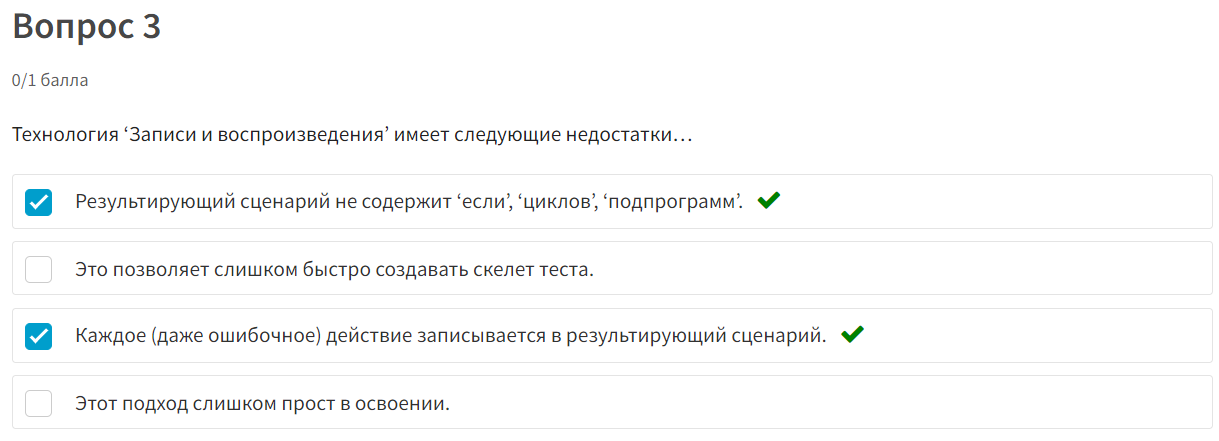 Вопрос 3
0/1 балла
Технология ‘Записи и воспроизведения’ имеет следующие недостатки…
Результирующий сценарий не содержит ‘если’, ‘циклов’, ‘подпрограмм’.
Это позволяет слишком быстро создавать скелет теста.
Каждое (даже ошибочное) действие записывается в результирующий сценарий.
Этот подход слишком прост в освоении.